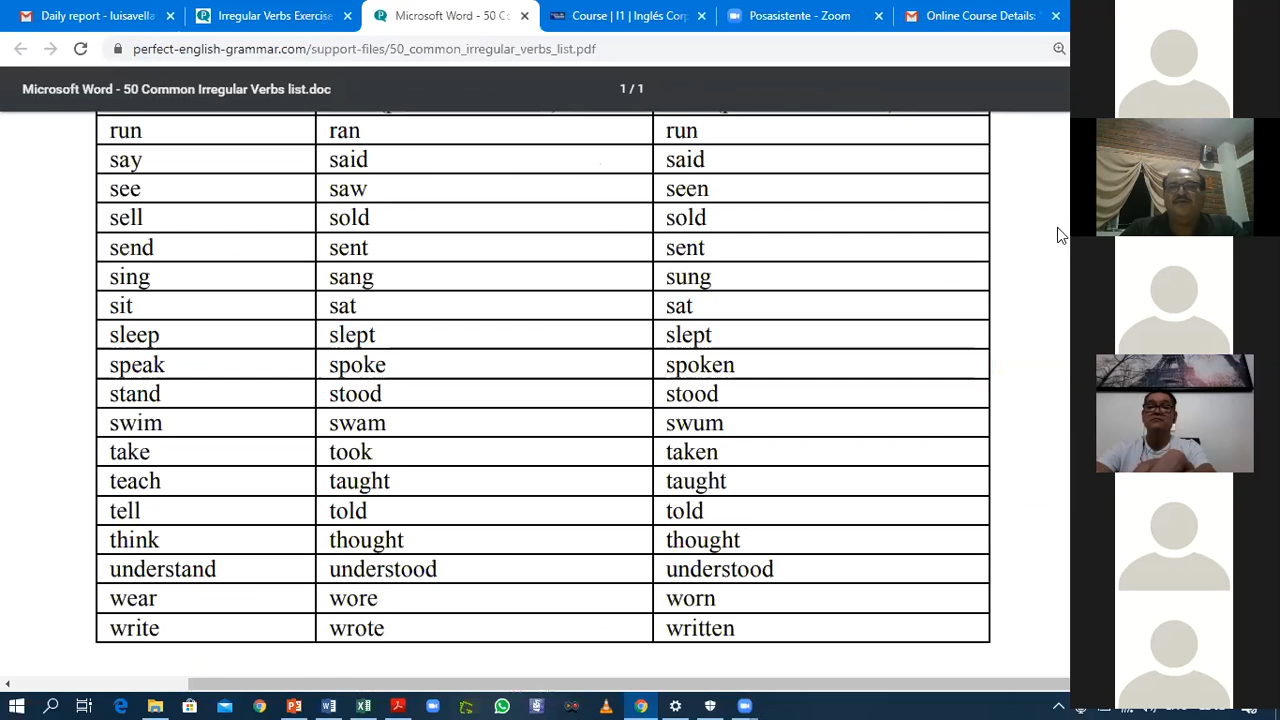 Daily report - luisavella
Irregular Verbs Exercise
Microsoft Word - 50 Co
Course | I1 | Inglés Corp
Posasistente - Zoom
Online Course Details:
perfect-english-grammar.com/support-files/50_common_irregular_verbs_list.pdf
Microsoft Word - 50 Common Irregular Verbs list.doc
1 / 1
run ran run
say said said
see saw seen
sell sold sold
send sent sent
sing sang sung
sit sat sat
sleep slept slept
speak spoke spoken
stand stood stood
swim swam swum
take took taken
teach taught taught
tell told told
think thought thought
understand understood understood
wear wore worn
write wrote written